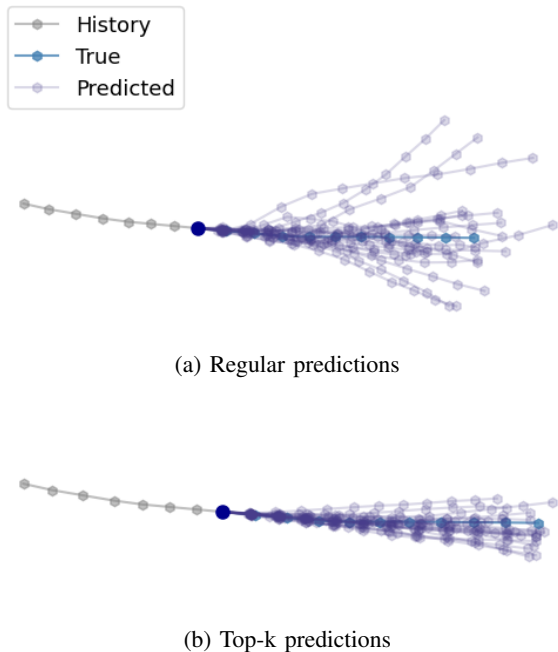 History
True
Predicted
(a) Regular predictions
(b) Top-k predictions